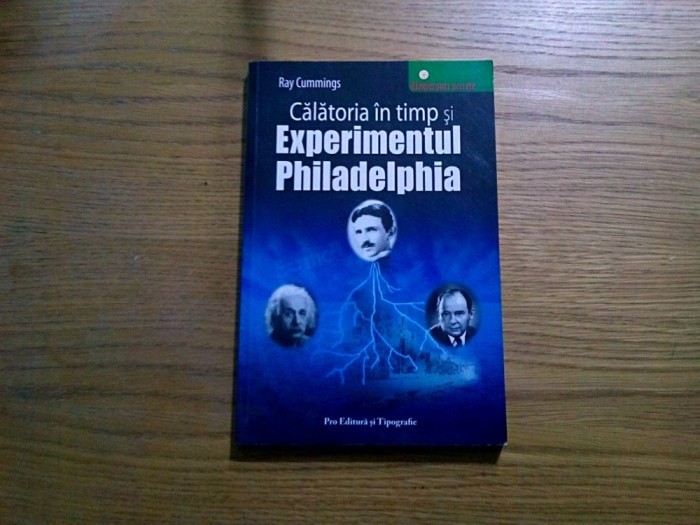 Ray Cummings
Călătoria în timp și
Experimentul
Philadelphia
Pro Editură și Tipografie